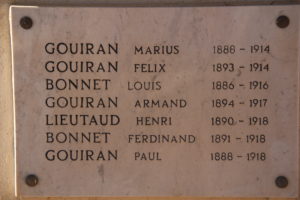 GOUIRAN MARIUS 1888 - 1914
GOUIRAN FELIX 1893 - 1914
BONNET LOUIS 1886 - 1916
GOUIRAN ARMAND 1894 - 1917
LIEUTAUD HENRI 1890 - 1918
BONNET FERDINAND 1891 - 1918
GOUIRAN PAUL 1888 - 1918